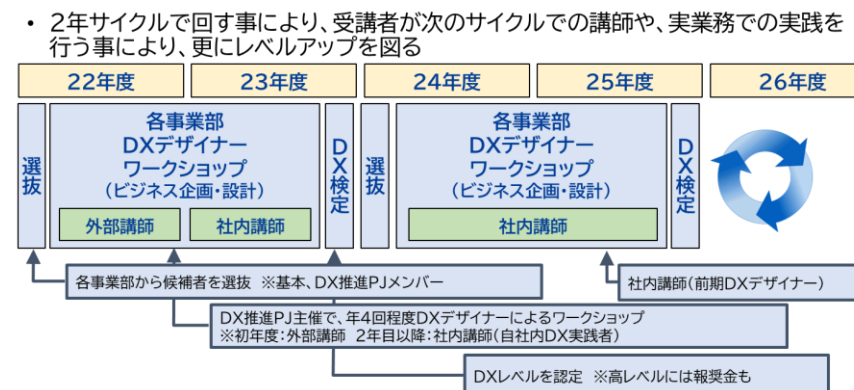 ・ 2年サイクルで回す事により、受講者が次のサイクルでの講師や、実業務での実践を
行う事により、更にレベルアップを図る
22年度
23年度
24年度
25年度
26年度
選抜
各事業部
DXデザイナー
ワークショップ
(ビジネス企画・設計)
外部講師
社内講師
DX検定
選抜
各事業部
DXデザイナー
ワークショップ
(ビジネス企画・設計)
社内講師
DX検定
各事業部から候補者を選抜 ※基本、DX推進PJメンバー
社内講師(前期DXデザイナー)
DX推進PJ主催で、年4回程度DXデザイナーによるワークショップ
※初年度:外部講師 2年目以降:社内講師(自社内DX実践者)
DXレベルを認定 ※高レベルには報奨金も